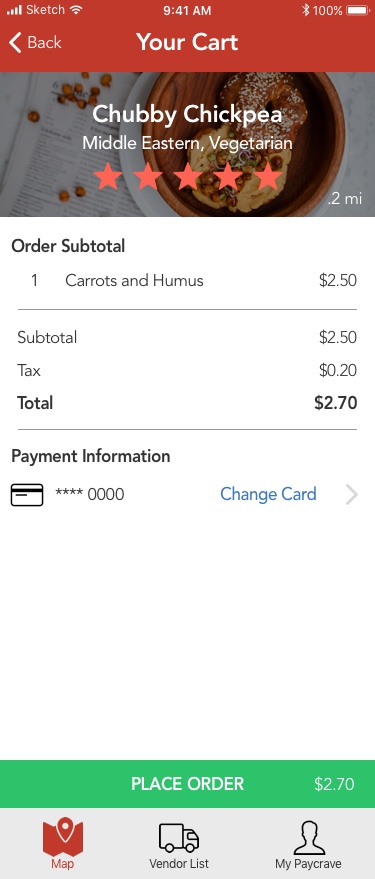 Sketch 9:41 AM 100%
Back Your Cart
Chubby Chickpea
Middle Eastern, Vegetarian
.2 mi
Order Subtotal
1 Carrots and Humus $2.50
Subtotal $2.50
Tax $0.20
Total $2.70
Payment Information
**** 0000 Change Card
PLACE ORDER $2.70
Map Vendor List My Paycrave